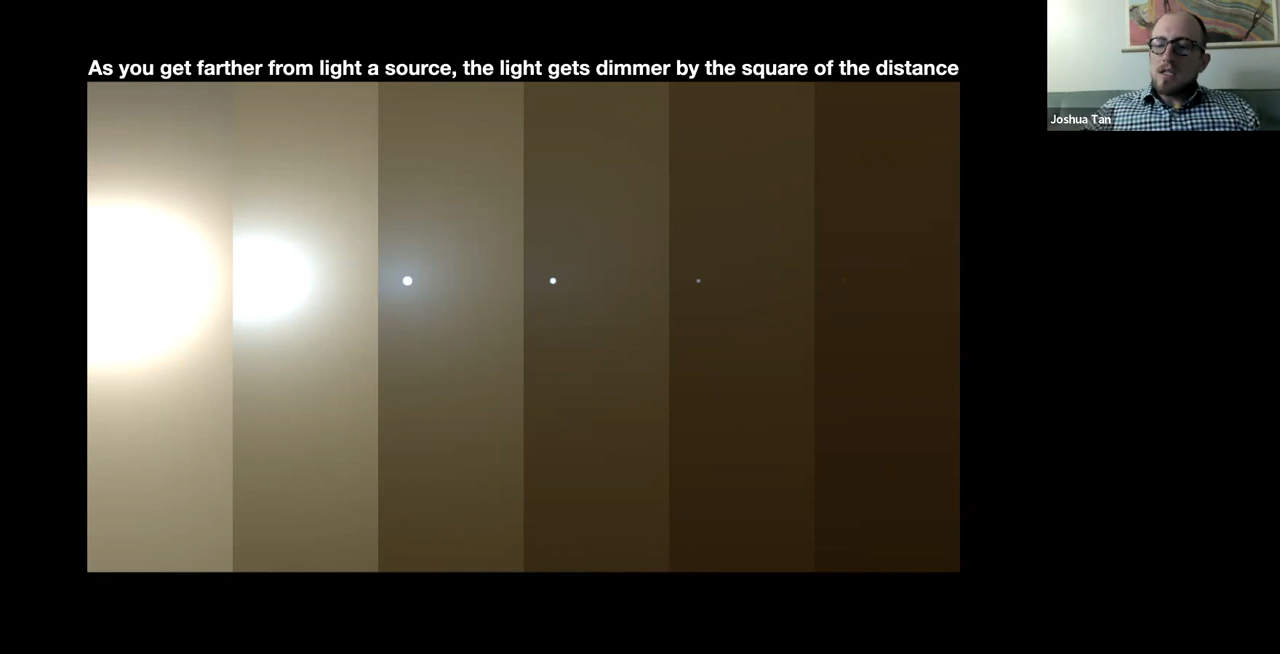 As you get farther from light a source, the light gets dimmer by the square of the distance
Joshua Tan